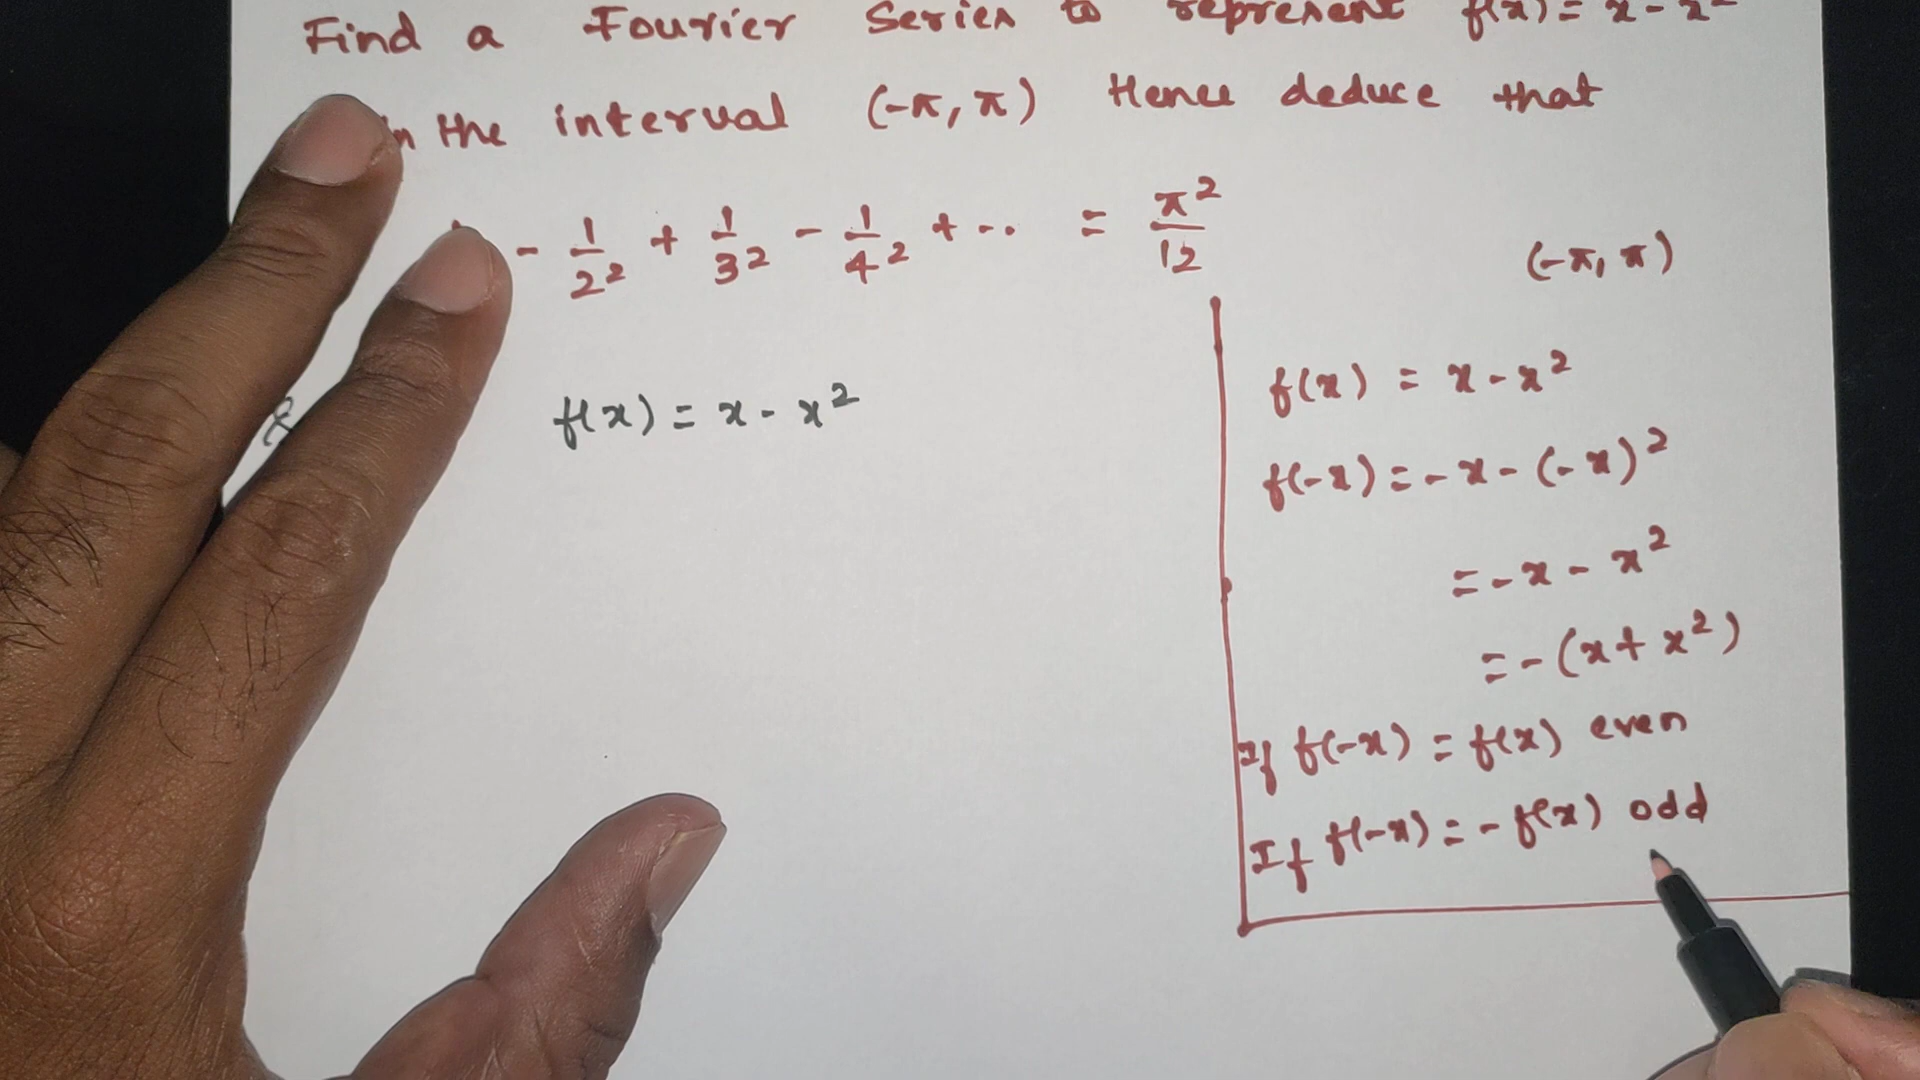 Find a Fourier Series to represent f(x) = x - x²
in the interval (-π, π) Hence deduce that
- 1/2² + 1/3² - 1/4² + ... = π²/12
(-π, π)
f(x) = x - x²
f(x) = x - x²
f(-x) = -x - (-x)²
= -x - x²
= -(x + x²)
If f(-x) = f(x) even
If f(-x) = -f(x) odd